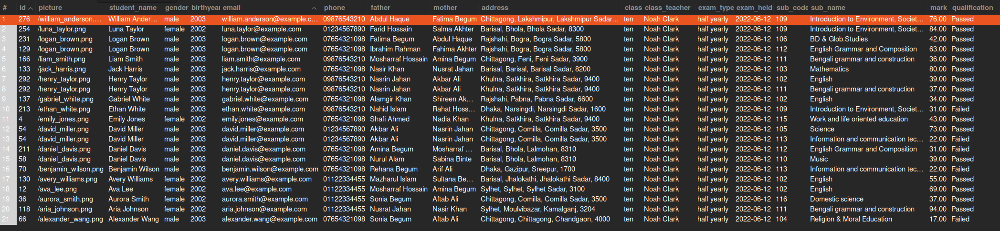 # id picture student_name gender birthyear email phone father mother address class class_teacher exam_type exam_held sub_code sub_name mark qualification
1 276 /william_anderson.... William Ander... male 2003 william.anderson@example.c... 09876543210 Abdul Haque Fatima Begum Chittagong, Lakshmipur, Lakshmipur Sadar... ten Noah Clark half yearly 2022-06-12 109 Introduction to Environment, Societ... 76.00 Passed
2 254 /luna_taylor.png Luna Taylor female 2002 luna.taylor@example.com 01234567890 Farid Hossain Salma Akhter Barisal, Bhola, Bhola Sadar, 8300 ten Noah Clark half yearly 2022-06-12 109 Introduction to Environment, Societ... 84.00 Passed
3 231 /logan_brown.png Logan Brown male 2003 logan.brown@example.com 07654321098 Fatima Begum Abdul Haque Rajshahi, Bogra, Bogra Sadar, 5800 ten Noah Clark half yearly 2022-06-12 106 BD & Glob.Studies 42.00 Passed
4 129 /logan_brown.png Logan Brown male 2003 logan.brown@example.com 07654321098 Ibrahim Rahman Fahima Akhter Rajshahi, Bogra, Bogra Sadar, 5800 ten Noah Clark half yearly 2022-06-12 112 English Grammar and Composition 63.00 Passed
5 166 /liam_smith.png Liam Smith male 2003 liam.smith@example.com 09876543210 Mosharraf Hossain Amina Begum Chittagong, Feni, Feni Sadar, 3900 ten Noah Clark half yearly 2022-06-12 111 Bengali grammar and construction 36.00 Passed
6 133 /jack_harris.png Jack Harris male 2003 jack.harris@example.com 07654321098 Nasir Khan Nusrat Jahan Barisal, Barisal, Barisal Sadar, 8200 ten Noah Clark half yearly 2022-06-12 103 Mathematics 80.00 Passed
7 292 /henry_taylor.png Henry Taylor male 2003 henry.taylor@example.com 09876543210 Nasrin Jahan Akbar Ali Khulna, Satkhira, Satkhira Sadar, 9400 ten Noah Clark half yearly 2022-06-12 102 English 39.00 Passed
8 292 /henry_taylor.png Henry Taylor male 2003 henry.taylor@example.com 09876543210 Nasrin Jahan Akbar Ali Khulna, Satkhira, Satkhira Sadar, 9400 ten Noah Clark half yearly 2022-06-12 111 Bengali grammar and construction 37.00 Passed
9 137 /gabriel_white.png Gabriel White male 2003 gabriel.white@example.com 07654321098 Alamgir Khan Shireen Ak... Rajshahi, Pabna, Pabna Sadar, 6600 ten Noah Clark half yearly 2022-06-12 102 English 34.00 Passed
10 213 /ethan_white.png Ethan White male 2003 ethan.white@example.com 09876543210 Nahid Islam Rahat Hoss... Dhaka, Narsingdi, Narsingdi Sadar, 1600 ten Noah Clark half yearly 2022-06-12 109 Introduction to Environment, Societ... 31.00 Failed
11 4 /emily_jones.png Emily Jones female 2002 emily.jones@example.com 07654321098 Shafi Ahmed Nadia Khan Khulna, Satkhira, Satkhira Sadar, 9400 ten Noah Clark half yearly 2022-06-12 115 Work and life oriented education 43.00 Passed
12 54 /david_miller.png David Miller male 2003 david.miller@example.com 01234567890 Akbar Ali Nasrin Jahan Chittagong, Comilla, Comilla Sadar, 3500 ten Noah Clark half yearly 2022-06-12 105 Science 73.00 Passed
13 54 /david_miller.png David Miller male 2003 david.miller@example.com 01234567890 Akbar Ali Nasrin Jahan Chittagong, Comilla, Comilla Sadar, 3500 ten Noah Clark half yearly 2022-06-12 113 Information and communication tec... 22.00 Failed
14 211 /daniel_davis.png Daniel Davis male 2003 daniel.davis@example.com 07654321098 Amina Begum Mosharraf ... Barisal, Bhola, Lalmohan, 8310 ten Noah Clark half yearly 2022-06-12 112 English Grammar and Composition 31.00 Failed
15 58 /daniel_davis.png Daniel Davis male 2003 daniel.davis@example.com 07654321098 Nurul Alam Sabina Binte Barisal, Bhola, Lalmohan, 8310 ten Noah Clark half yearly 2022-06-12 110 Music 39.00 Passed
16 70 /benjamin_wilson.png Benjamin Wilson male 2003 benjamin.wilson@example.com 07654321098 Rehana Begum Arif Ali Dhaka, Gazipur, Sreepur, 1700 ten Noah Clark half yearly 2022-06-12 113 Information and communication tec... 22.00 Failed
17 130 /avery_williams.png Avery Williams female 2002 avery.williams@example.com 01122334455 Mazharul Islam Sultana Be... Barisal, Jhalokathi, Jhalokathi Sadar, 8400 ten Noah Clark half yearly 2022-06-12 102 English 55.00 Passed
18 12 /ava_lee.png Ava Lee female 2002 ava.lee@example.com 01122334455 Mosharraf Hossain Amina Begum Sylhet, Sylhet, Sylhet Sadar, 3100 ten Noah Clark half yearly 2022-06-12 102 English 69.00 Passed
19 36 /aurora_smith.png Aurora Smith female 2002 aurora.smith@example.com 01122334455 Sonia Begum Aftab Ali Chittagong, Comilla, Comilla Sadar, 3500 ten Noah Clark half yearly 2022-06-12 116 Domestic science 37.00 Passed
20 118 /aria_johnson.png Aria Johnson female 2002 aria.johnson@example.com 01122334455 Nusrat Jahan Nasir Khan Sylhet, Moulvibazar, Kamalganj, 3204 ten Noah Clark half yearly 2022-06-12 111 Bengali grammar and construction 94.00 Passed
21 66 /alexander_wang.png Alexander Wang male 2003 alexander.wang@example.com 07654321098 Sonia Begum Aftab Ali Chittagong, Chittagong, Chandgaon, 4000 ten Noah Clark half yearly 2022-06-12 104 Religion & Moral Education 17.00 Failed